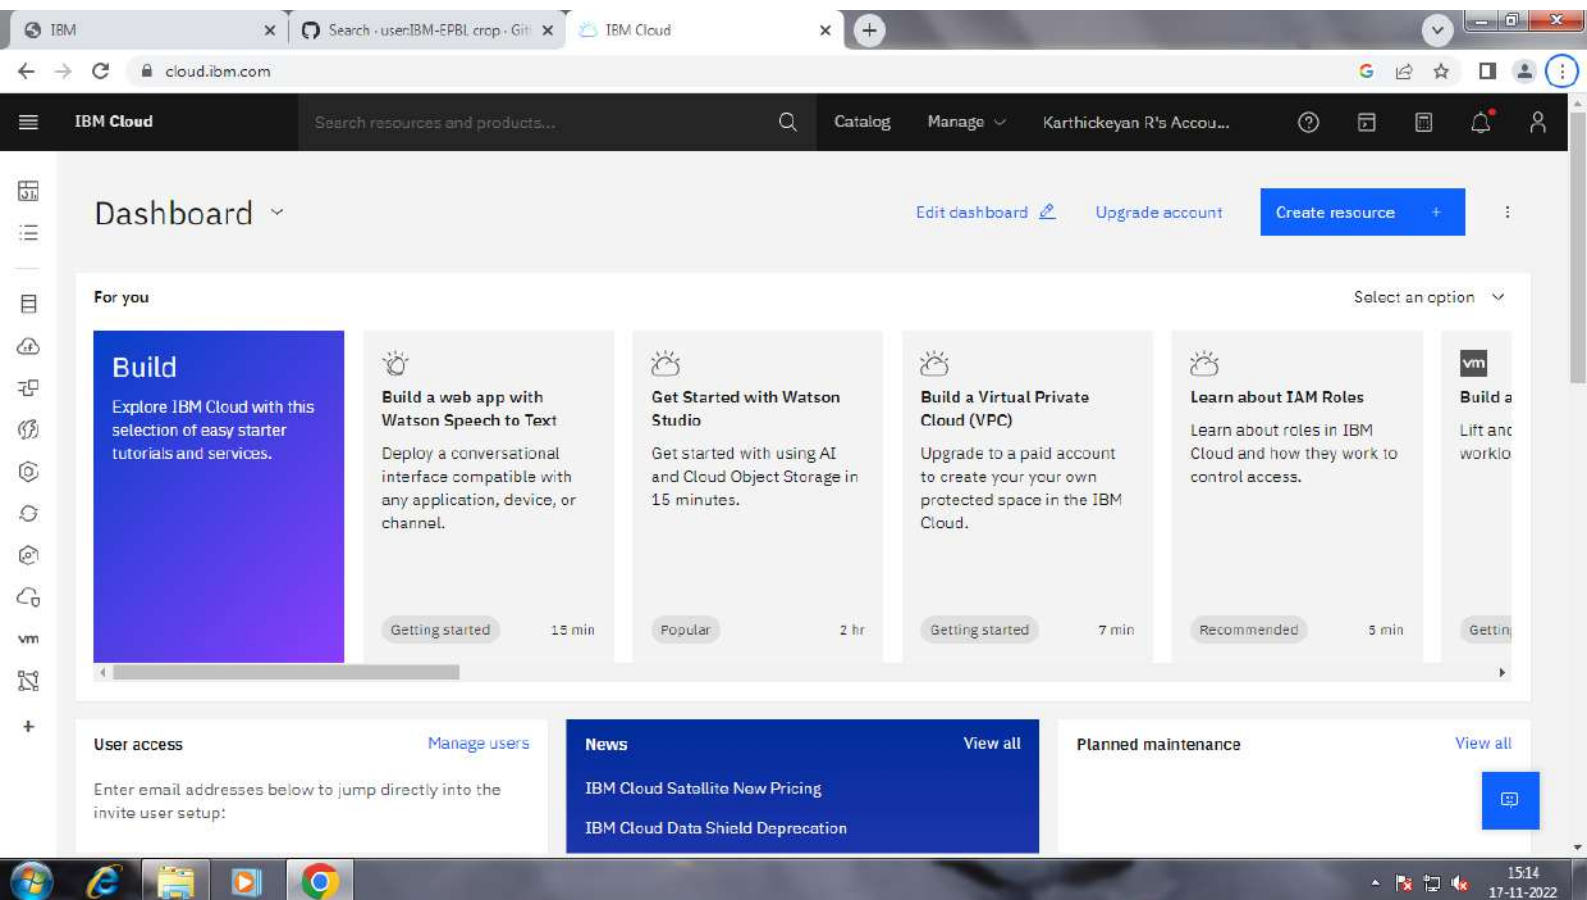 IBM
Search · user:IBM-EPBL crop · Git
IBM Cloud
cloud.ibm.com
IBM Cloud
Search resources and products...
Catalog
Manage
Karthickeyan R's Accou...
Dashboard
Edit dashboard
Upgrade account
Create resource +
For you
Select an option
Build
Explore IBM Cloud with this
selection of easy starter
tutorials and services.
Build a web app with
Watson Speech to Text
Deploy a conversational
interface compatible with
any application, device, or
channel.
Getting started
15 min
Get Started with Watson
Studio
Get started with using AI
and Cloud Object Storage in
15 minutes.
Popular
2 hr
Build a Virtual Private
Cloud (VPC)
Upgrade to a paid account
to create your your own
protected space in the IBM
Cloud.
Getting started
7 min
Learn about IAM Roles
Learn about roles in IBM
Cloud and how they work to
control access.
Recommended
5 min
vm
Build a
Lift and
worklo
Getting
vm
User access
Manage users
Enter email addresses below to jump directly into the
invite user setup:
News
View all
IBM Cloud Satellite New Pricing
IBM Cloud Data Shield Deprecation
Planned maintenance
View all
15:14
17-11-2022